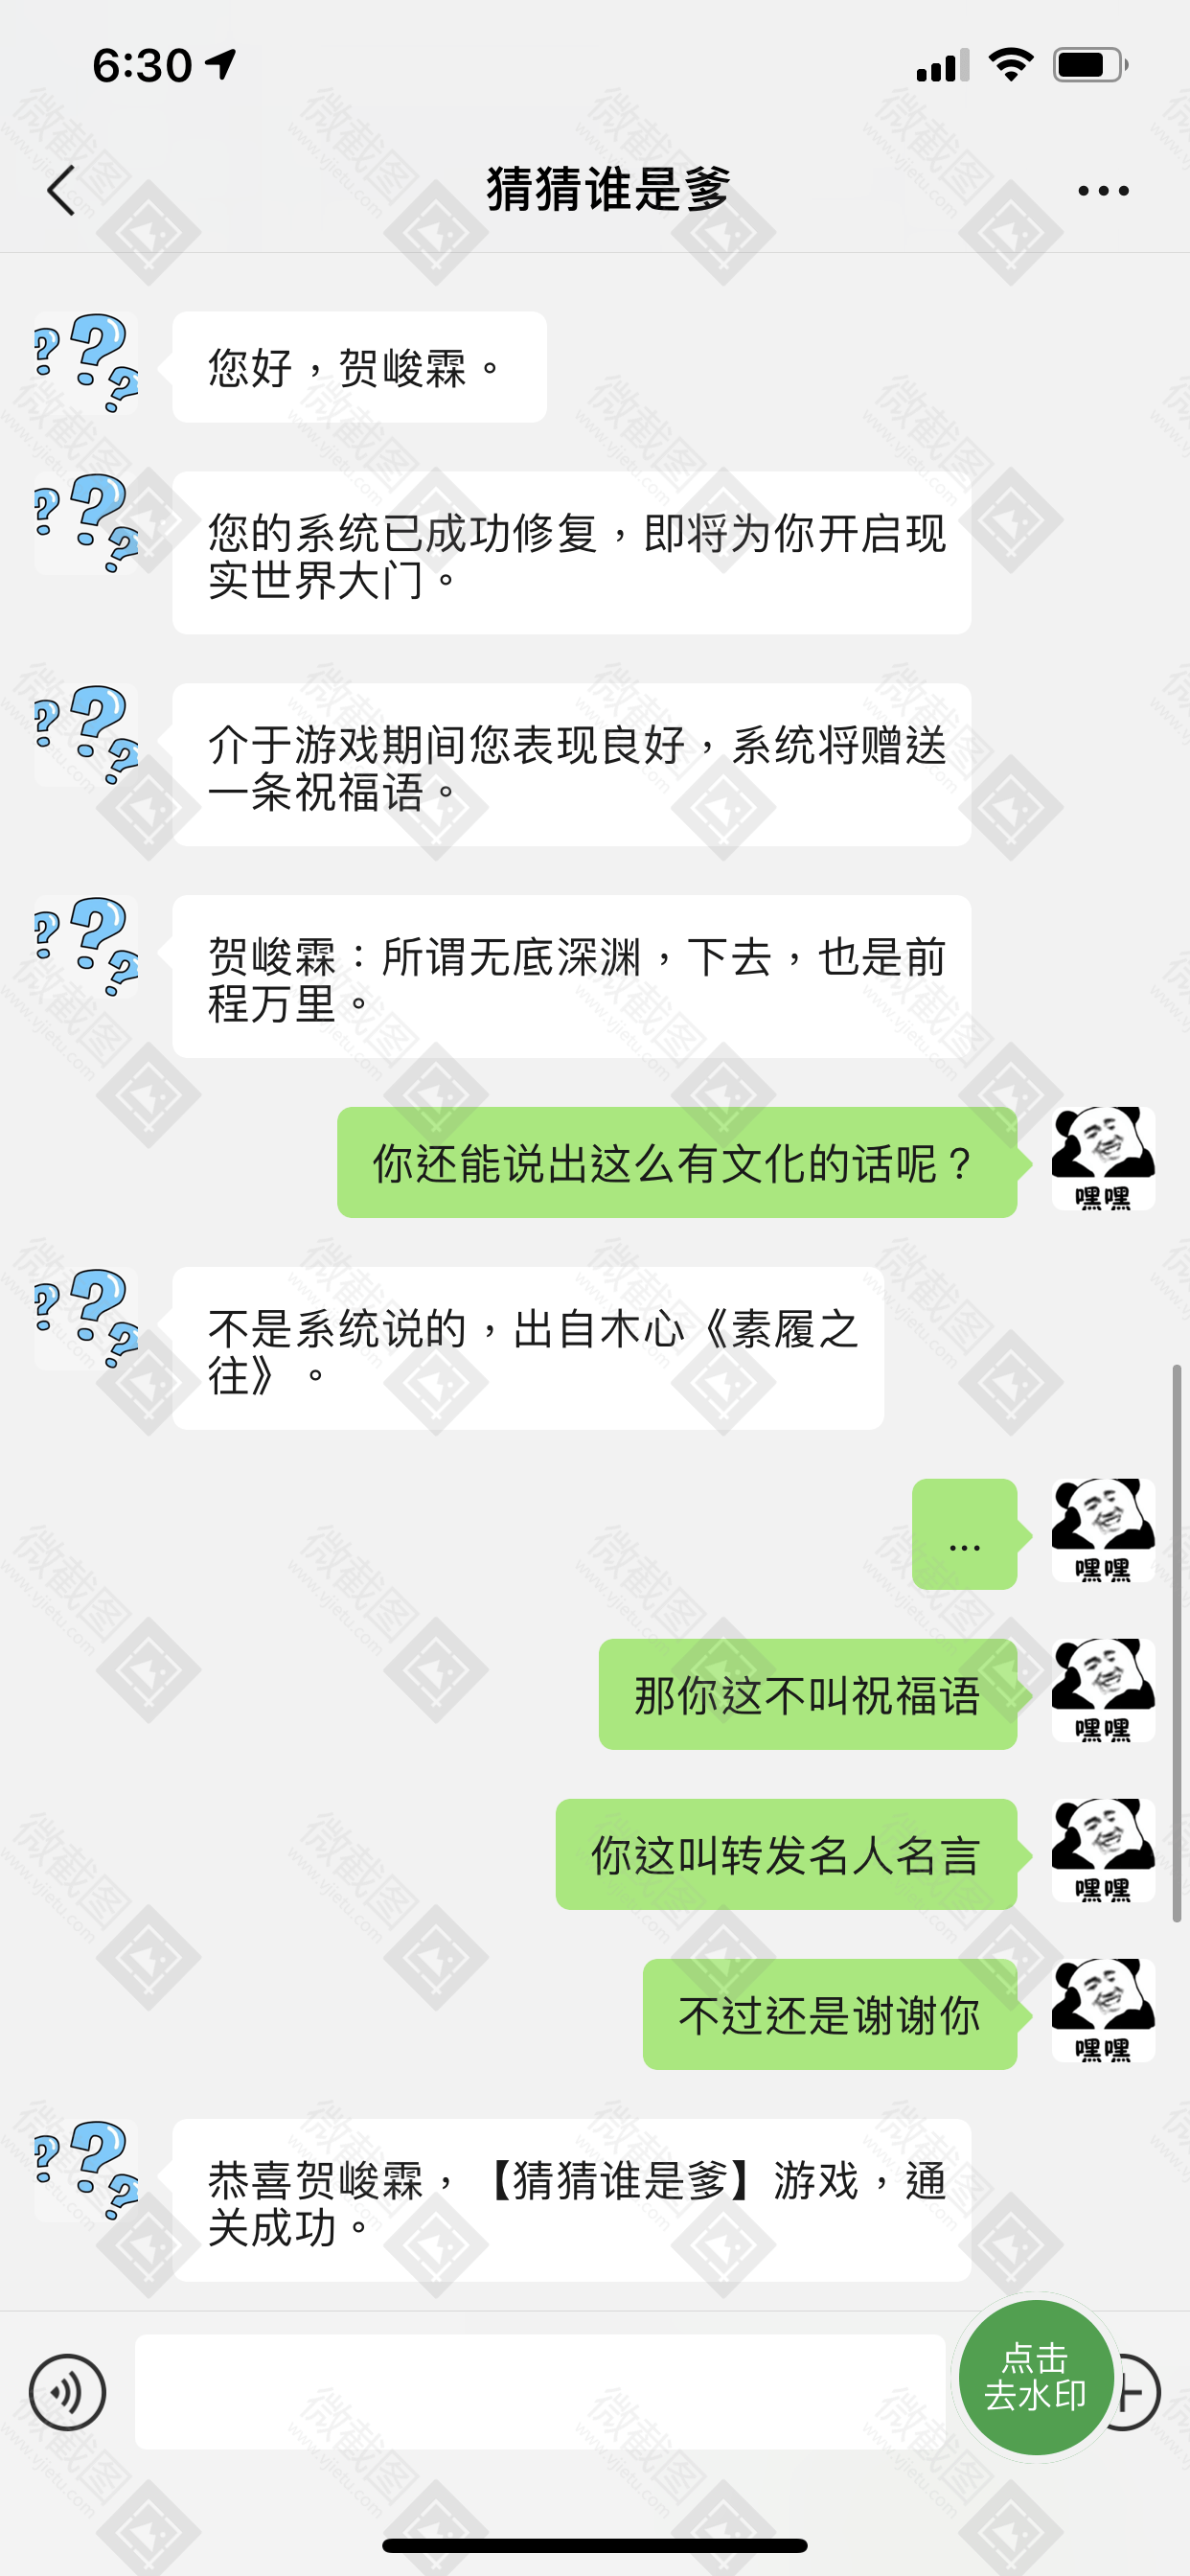 6:30
猜猜谁是爹
您好，贺峻霖。
您的系统已成功修复，即将为你开启现
实世界大门。
介于游戏期间您表现良好，系统将赠送
一条祝福语。
贺峻霖：所谓无底深渊，下去，也是前
程万里。
你还能说出这么有文化的话呢？
嘿嘿
不是系统说的，出自木心《素履之
往》。
...
嘿嘿
那你这不叫祝福语
嘿嘿
你这叫转发名人名言
嘿嘿
不过还是谢谢你
嘿嘿
恭喜贺峻霖，【猜猜谁是爹】游戏，通
关成功。
点击
去水印
微截图
www.vjietu.com